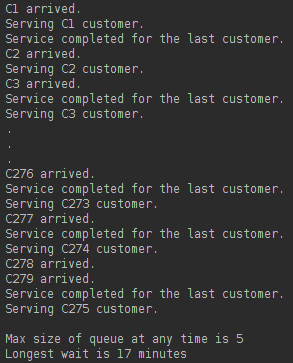 C1 arrived.
Serving C1 customer.
Service completed for the last customer.
C2 arrived.
Serving C2 customer.
C3 arrived.
Service completed for the last customer.
Serving C3 customer.
.
.
.
C276 arrived.
Service completed for the last customer.
Serving C273 customer.
C277 arrived.
Service completed for the last customer.
Serving C274 customer.
C278 arrived.
C279 arrived.
Service completed for the last customer.
Serving C275 customer.
Max size of queue at any time is 5
Longest wait is 17 minutes